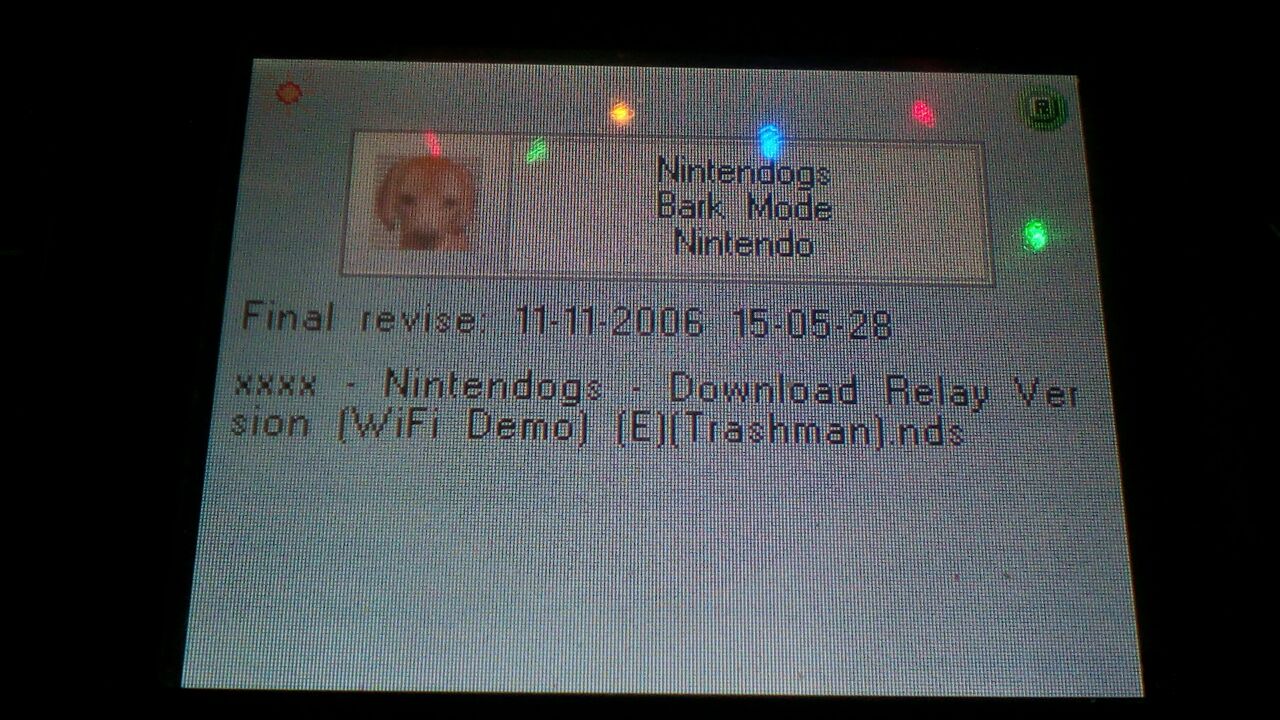 R
Nintendogs
Bark Mode
Nintendo
Final revise: 11-11-2006 15-05-28
xxxx - Nintendogs - Download Relay Ver
sion (WiFi Demo) (E)(Trashman).nds